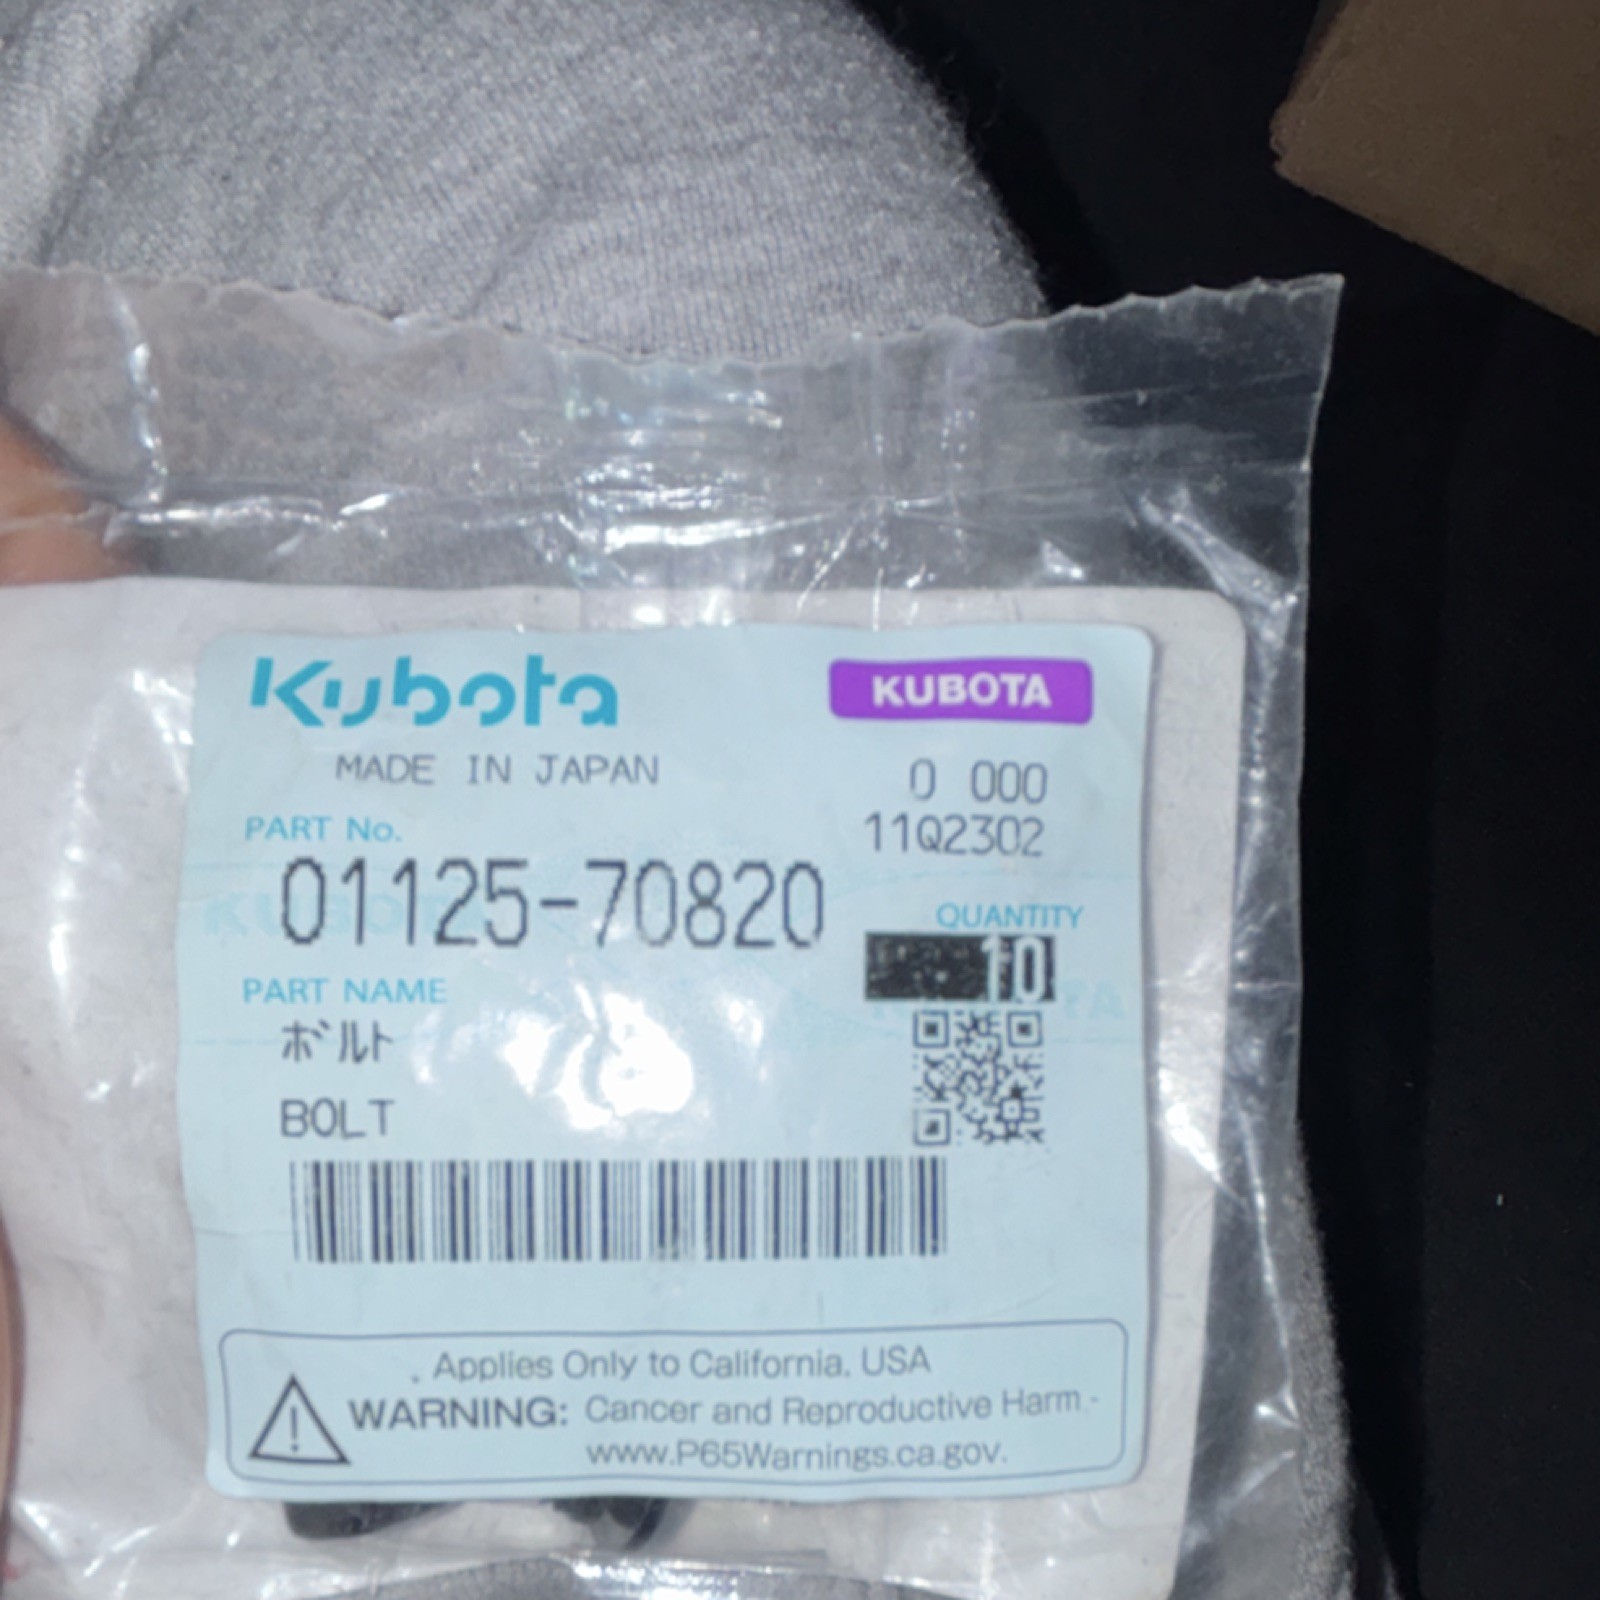 Kubota
KUBOTA
MADE IN JAPAN
0 000
PART No.
11Q2302
01125-70820
QUANTITY
10
PART NAME
ボルト
BOLT
Applies Only to California. USA
WARNING: Cancer and Reproductive Harm -
www.P65Warnings.ca.gov.